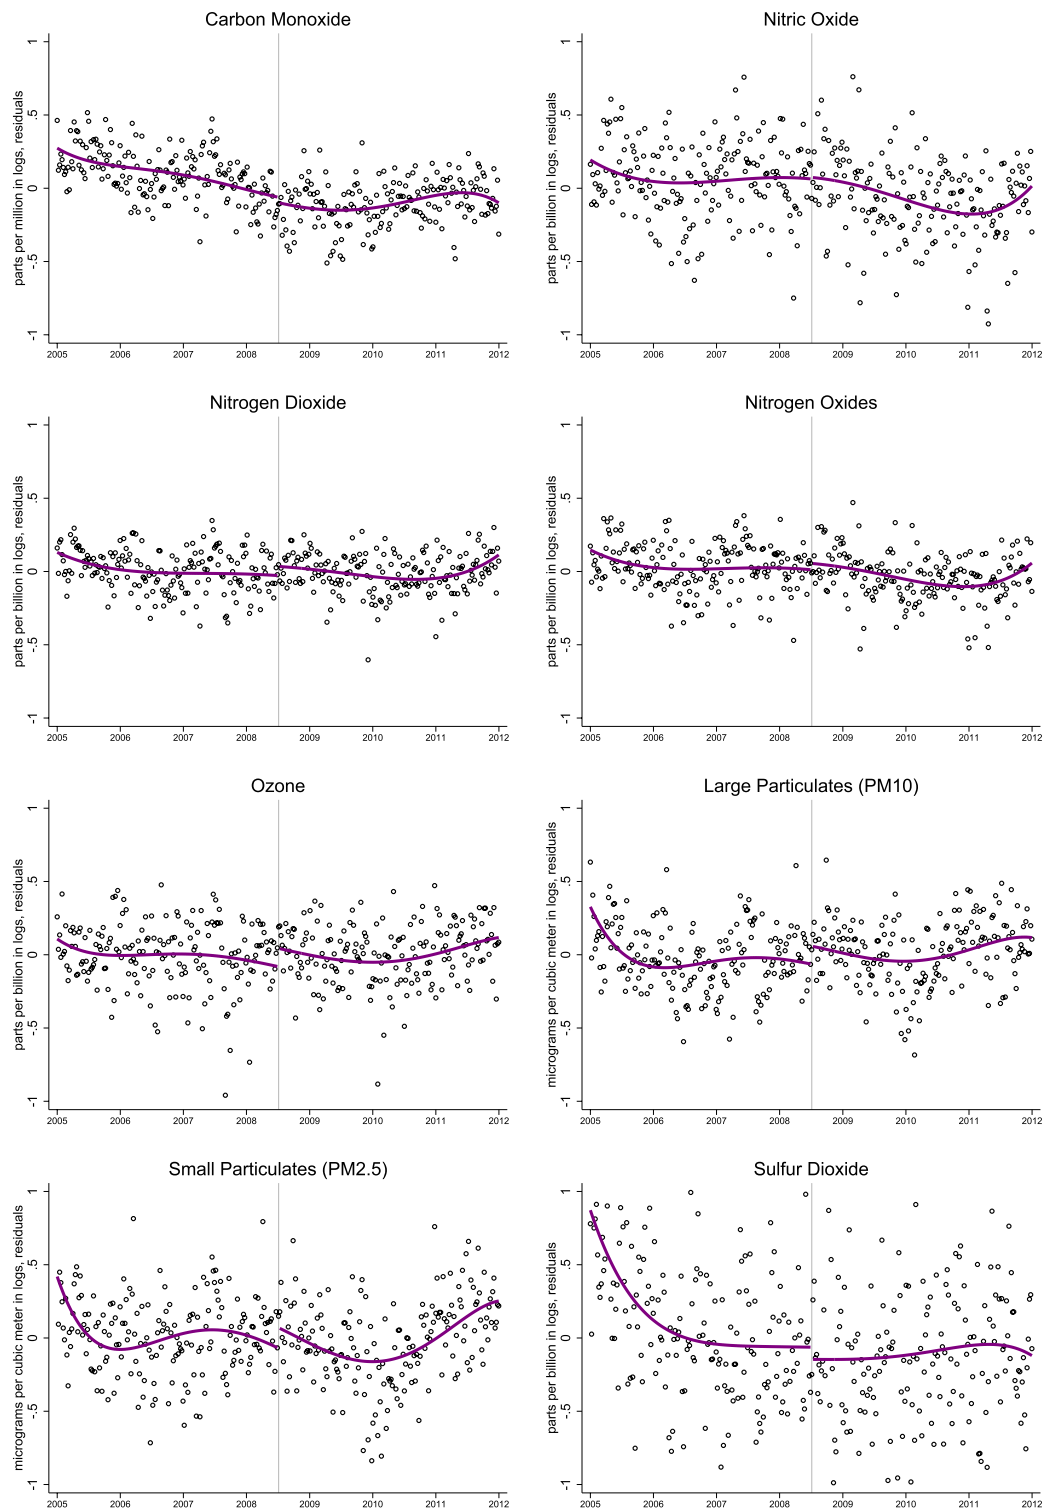 Carbon Monoxide
parts per million in logs, residuals
1
.5
0
-.5
-1
2005 2006 2007 2008 2009 2010 2011 2012
Nitric Oxide
parts per billion in logs, residuals
1
.5
0
-.5
-1
2005 2006 2007 2008 2009 2010 2011 2012
Nitrogen Dioxide
parts per billion in logs, residuals
1
.5
0
-.5
-1
2005 2006 2007 2008 2009 2010 2011 2012
Nitrogen Oxides
parts per billion in logs, residuals
1
.5
0
-.5
-1
2005 2006 2007 2008 2009 2010 2011 2012
Ozone
parts per billion in logs, residuals
1
.5
0
-.5
-1
2005 2006 2007 2008 2009 2010 2011 2012
Large Particulates (PM10)
micrograms per cubic meter in logs, residuals
1
.5
0
-.5
-1
2005 2006 2007 2008 2009 2010 2011 2012
Small Particulates (PM2.5)
micrograms per cubic meter in logs, residuals
1
.5
0
-.5
-1
2005 2006 2007 2008 2009 2010 2011 2012
Sulfur Dioxide
parts per billion in logs, residuals
1
.5
0
-.5
-1
2005 2006 2007 2008 2009 2010 2011 2012